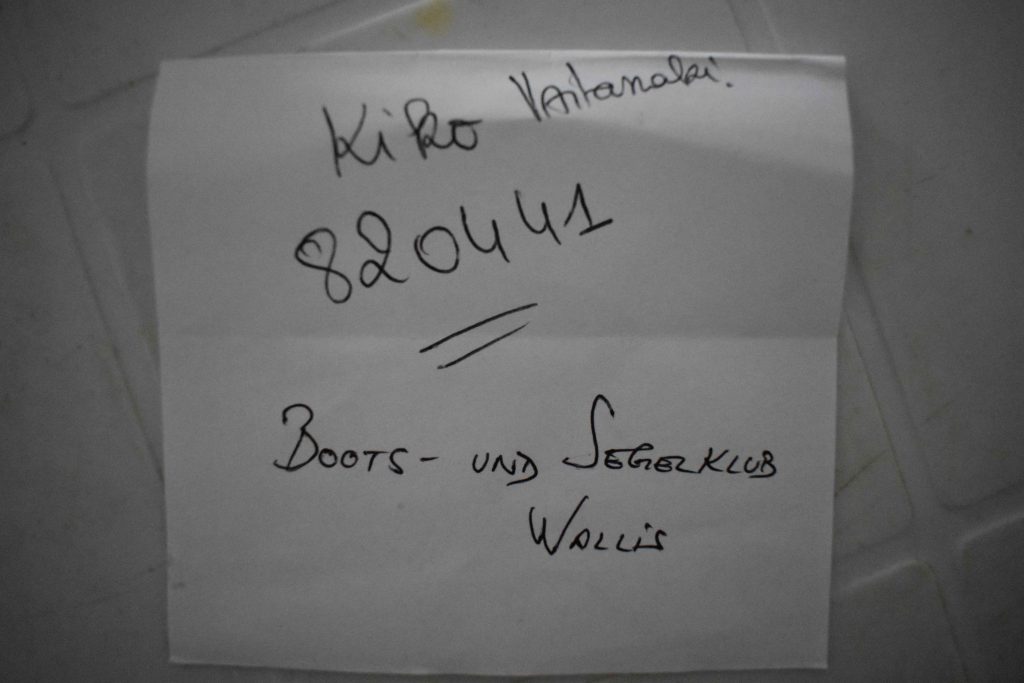 Kiko Vaitanaki.
820441
Boots- und Segelklub
Wallis